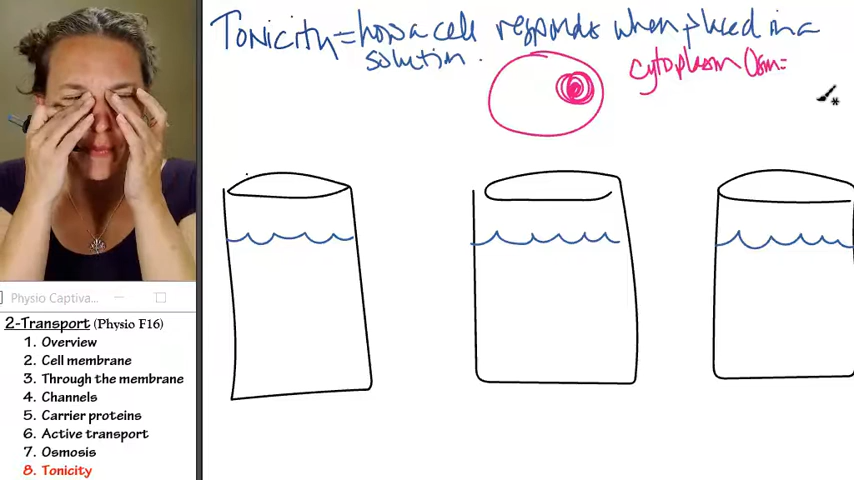 Tonicity = how a cell responds when placed in a
solution.
cytoplasm Osm=
Physio Captiva...
2-Transport (Physio F16)
1. Overview
2. Cell membrane
3. Through the membrane
4. Channels
5. Carrier proteins
6. Active transport
7. Osmosis
8. Tonicity